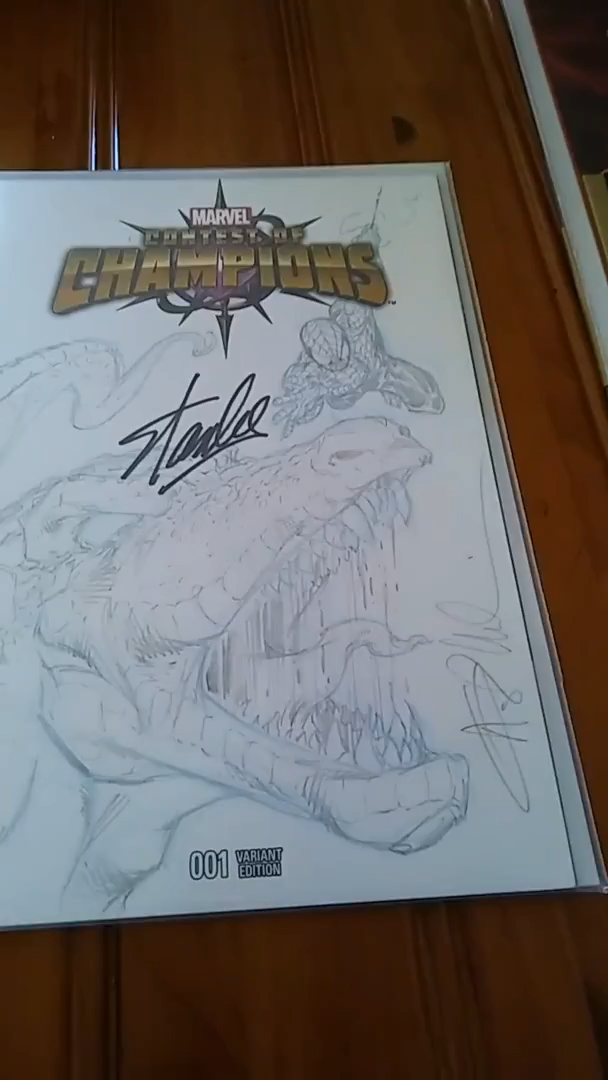 MARVEL
CONTEST OF
CHAMPIONS
TM
Stan Lee
001 VARIANT
EDITION